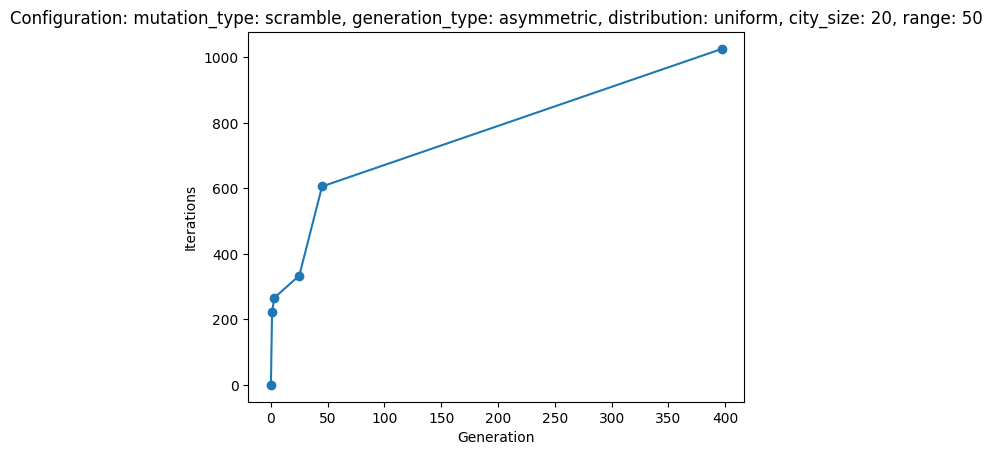 Configuration: mutation_type: scramble, generation_type: asymmetric, distribution: uniform, city_size: 20, range: 50
1000
800
600
400
200
0
Iterations
0 50 100 150 200 250 300 350 400
Generation